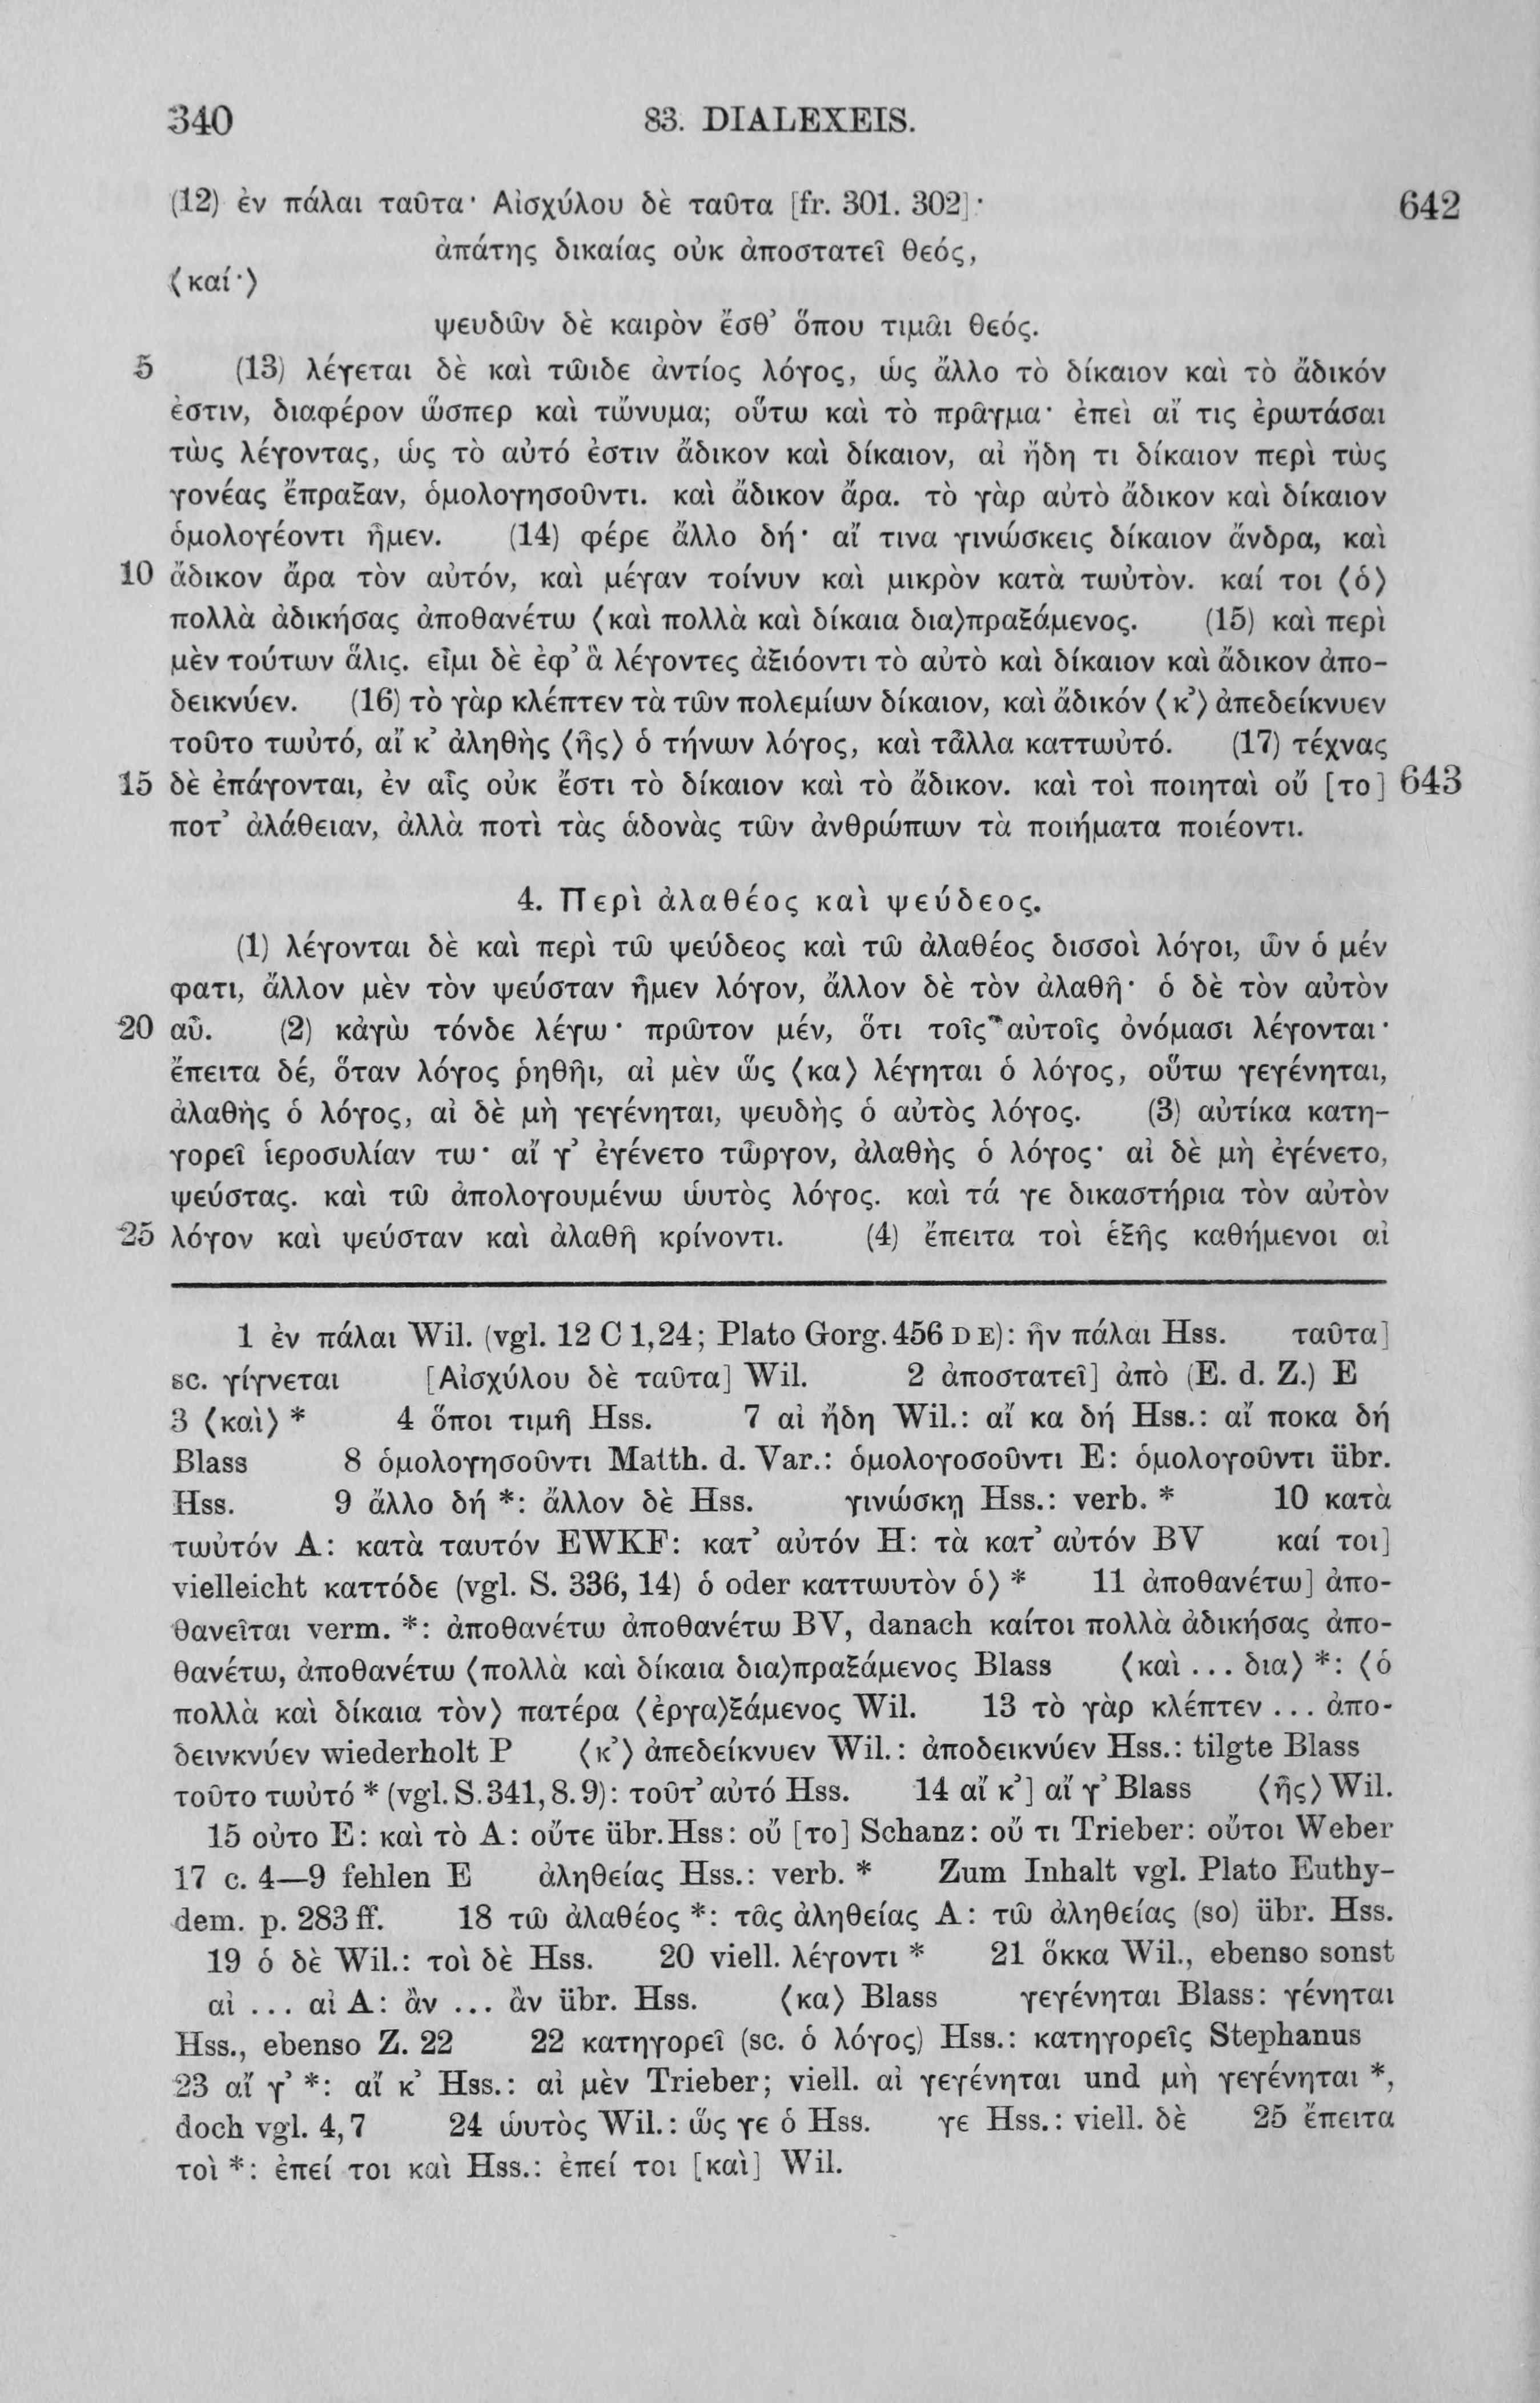 340 83. DIALEXEIS.
(12) ἐν πάλαι ταῦτα· Αἰσχύλου δὲ ταῦτα [fr. 301. 302]· 642
ἀπάτης δικαίας οὐκ ἀποστατεῖ θεός,
⟨καί·⟩
ψευδῶν δὲ καιρὸν ἔσθ’ ὅπου τιμᾶι θεός.
5 (13) λέγεται δὲ καὶ τῶιδε ἀντίος λόγος, ὡς ἄλλο τὸ δίκαιον καὶ τὸ ἄδικόν
ἐστιν, διαφέρον ὥσπερ καὶ τὤνυμα; οὕτω καὶ τὸ πρᾶγμα· ἐπεὶ αἴ τις ἐρωτάσαι
τὼς λέγοντας, ὡς τὸ αὐτό ἐστιν ἄδικον καὶ δίκαιον, αἰ ἤδη τι δίκαιον περὶ τὼς
γονέας ἔπραξαν, ὁμολογησοῦντι. καὶ ἄδικον ἄρα. τὸ γὰρ αὐτὸ ἄδικον καὶ δίκαιον
ὁμολογέοντι ἦμεν. (14) φέρε ἄλλο δή· αἴ τινα γινώσκεις δίκαιον ἄνδρα, καὶ
10 ἄδικον ἄρα τὸν αὐτόν, καὶ μέγαν τοίνυν καὶ μικρὸν κατὰ τωὐτὸν. καί τοι ⟨ὁ⟩
πολλὰ ἀδικήσας ἀποθανέτω ⟨καὶ πολλὰ καὶ δίκαια δια⟩πραξάμενος. (15) καὶ περὶ
μὲν τούτων ἅλις. εἶμι δὲ ἐφ’ ἃ λέγοντες ἀξιόοντι τὸ αὐτὸ καὶ δίκαιον καὶ ἄδικον ἀπο-
δεικνύεν. (16) τὸ γὰρ κλέπτεν τὰ τῶν πολεμίων δίκαιον, καὶ ἄδικόν ⟨κ’⟩ ἀπεδείκνυεν
τοῦτο τωὐτό, αἴ κ’ ἀληθὴς ⟨ἦς⟩ ὁ τήνων λόγος, καὶ τἆλλα καττωὐτό. (17) τέχνας
15 δὲ ἐπάγονται, ἐν αἷς οὐκ ἔστι τὸ δίκαιον καὶ τὸ ἄδικον. καὶ τοὶ ποιηταὶ οὔ [το] 643
ποτ’ ἀλάθειαν, ἀλλὰ ποτὶ τὰς ἁδονὰς τῶν ἀνθρώπων τὰ ποιήματα ποιέοντι.
4. Περὶ ἀλαθέος καὶ ψεύδεος.
(1) λέγονται δὲ καὶ περὶ τῶ ψεύδεος καὶ τῶ ἀλαθέος δισσοὶ λόγοι, ὧν ὁ μέν
φατι, ἄλλον μὲν τὸν ψεύσταν ἦμεν λόγον, ἄλλον δὲ τὸν ἀλαθῆ· ὁ δὲ τὸν αὐτὸν
20 αὖ. (2) κἀγὼ τόνδε λέγω· πρῶτον μέν, ὅτι τοῖς αὐτοῖς ὀνόμασι λέγονται·
ἔπειτα δέ, ὅταν λόγος ῥηθῆι, αἰ μὲν ὥς ⟨κα⟩ λέγηται ὁ λόγος, οὕτω γεγένηται,
ἀλαθὴς ὁ λόγος, αἰ δὲ μὴ γεγένηται, ψευδὴς ὁ αὐτὸς λόγος. (3) αὐτίκα κατη-
γορεῖ ἱεροσυλίαν τω· αἴ γ’ ἐγένετο τὦργον, ἀλαθὴς ὁ λόγος· αἰ δὲ μὴ ἐγένετο,
ψεύστας. καὶ τῶ ἀπολογουμένω ὡυτὸς λόγος. καὶ τά γε δικαστήρια τὸν αὐτὸν
25 λόγον καὶ ψεύσταν καὶ ἀλαθῆ κρίνοντι. (4) ἔπειτα τοὶ ἑξῆς καθήμενοι αἰ
1 ἐν πάλαι Wil. (vgl. 12 C 1,24; Plato Gorg. 456 D E): ἦν πάλαι Hss. ταῦτα]
sc. γίγνεται [Αἰσχύλου δὲ ταῦτα] Wil. 2 ἀποστατεῖ] ἀπὸ (E. d. Z.) E
3 ⟨καὶ⟩ * 4 ὅποι τιμῆ Hss. 7 αἰ ἤδη Wil.: αἴ κα δή Hss.: αἴ ποκα δή
Blass 8 ὁμολογησοῦντι Matth. d. Var.: ὁμολογοσοῦντι E: ὁμολογοῦντι übr.
Hss. 9 ἄλλο δή *: ἄλλον δὲ Hss. γινώσκῃ Hss.: verb. * 10 κατὰ
τωὐτόν A: κατὰ ταυτόν EWKF: κατ’ αὐτόν H: τὰ κατ’ αὐτόν BV καί τοι]
vielleicht καττόδε (vgl. S. 336, 14) ὁ oder καττωυτὸν ὁ⟩ * 11 ἀποθανέτω] ἀπο-
θανεῖται verm. *: ἀποθανέτω ἀποθανέτω BV, danach καίτοι πολλὰ ἀδικήσας ἀπο-
θανέτω, ἀποθανέτω ⟨πολλὰ καὶ δίκαια δια⟩πραξάμενος Blass ⟨καὶ ... δια⟩ *: ⟨ὁ
πολλὰ καὶ δίκαια τὸν⟩ πατέρα ⟨ἐργα⟩ξάμενος Wil. 13 τὸ γὰρ κλέπτεν ... ἀπο-
δεινκνύεν wiederholt P ⟨κ’⟩ ἀπεδείκνυεν Wil.: ἀποδεικνύεν Hss.: tilgte Blass
τοῦτο τωὐτό * (vgl. S. 341, 8. 9): τοῦτ’ αὐτό Hss. 14 αἴ κ’] αἴ γ’ Blass ⟨ἦς⟩ Wil.
15 οὐτο E: καὶ τὸ A: οὔτε übr. Hss: οὔ [το] Schanz: οὔ τι Trieber: οὔτοι Weber
17 c. 4—9 fehlen E ἀληθείας Hss.: verb. * Zum Inhalt vgl. Plato Euthy-
dem. p. 283 ff. 18 τῶ ἀλαθέος *: τᾶς ἀληθείας A: τῶ ἀληθείας (so) übr. Hss.
19 ὁ δὲ Wil.: τοὶ δὲ Hss. 20 viell. λέγοντι * 21 ὅκκα Wil., ebenso sonst
αἰ ... αἰ A: ἂν ... ἂν übr. Hss. ⟨κα⟩ Blass γεγένηται Blass: γένηται
Hss., ebenso Z. 22 22 κατηγορεῖ (sc. ὁ λόγος) Hss.: κατηγορεῖς Stephanus
23 αἴ γ’ *: αἴ κ’ Hss.: αἰ μὲν Trieber; viell. αἰ γεγένηται und μὴ γεγένηται *,
doch vgl. 4, 7 24 ὡυτὸς Wil.: ὥς γε ὁ Hss. γε Hss.: viell. δὲ 25 ἔπειτα
τοὶ *: ἐπεί τοι καὶ Hss.: ἐπεί τοι [καὶ] Wil.